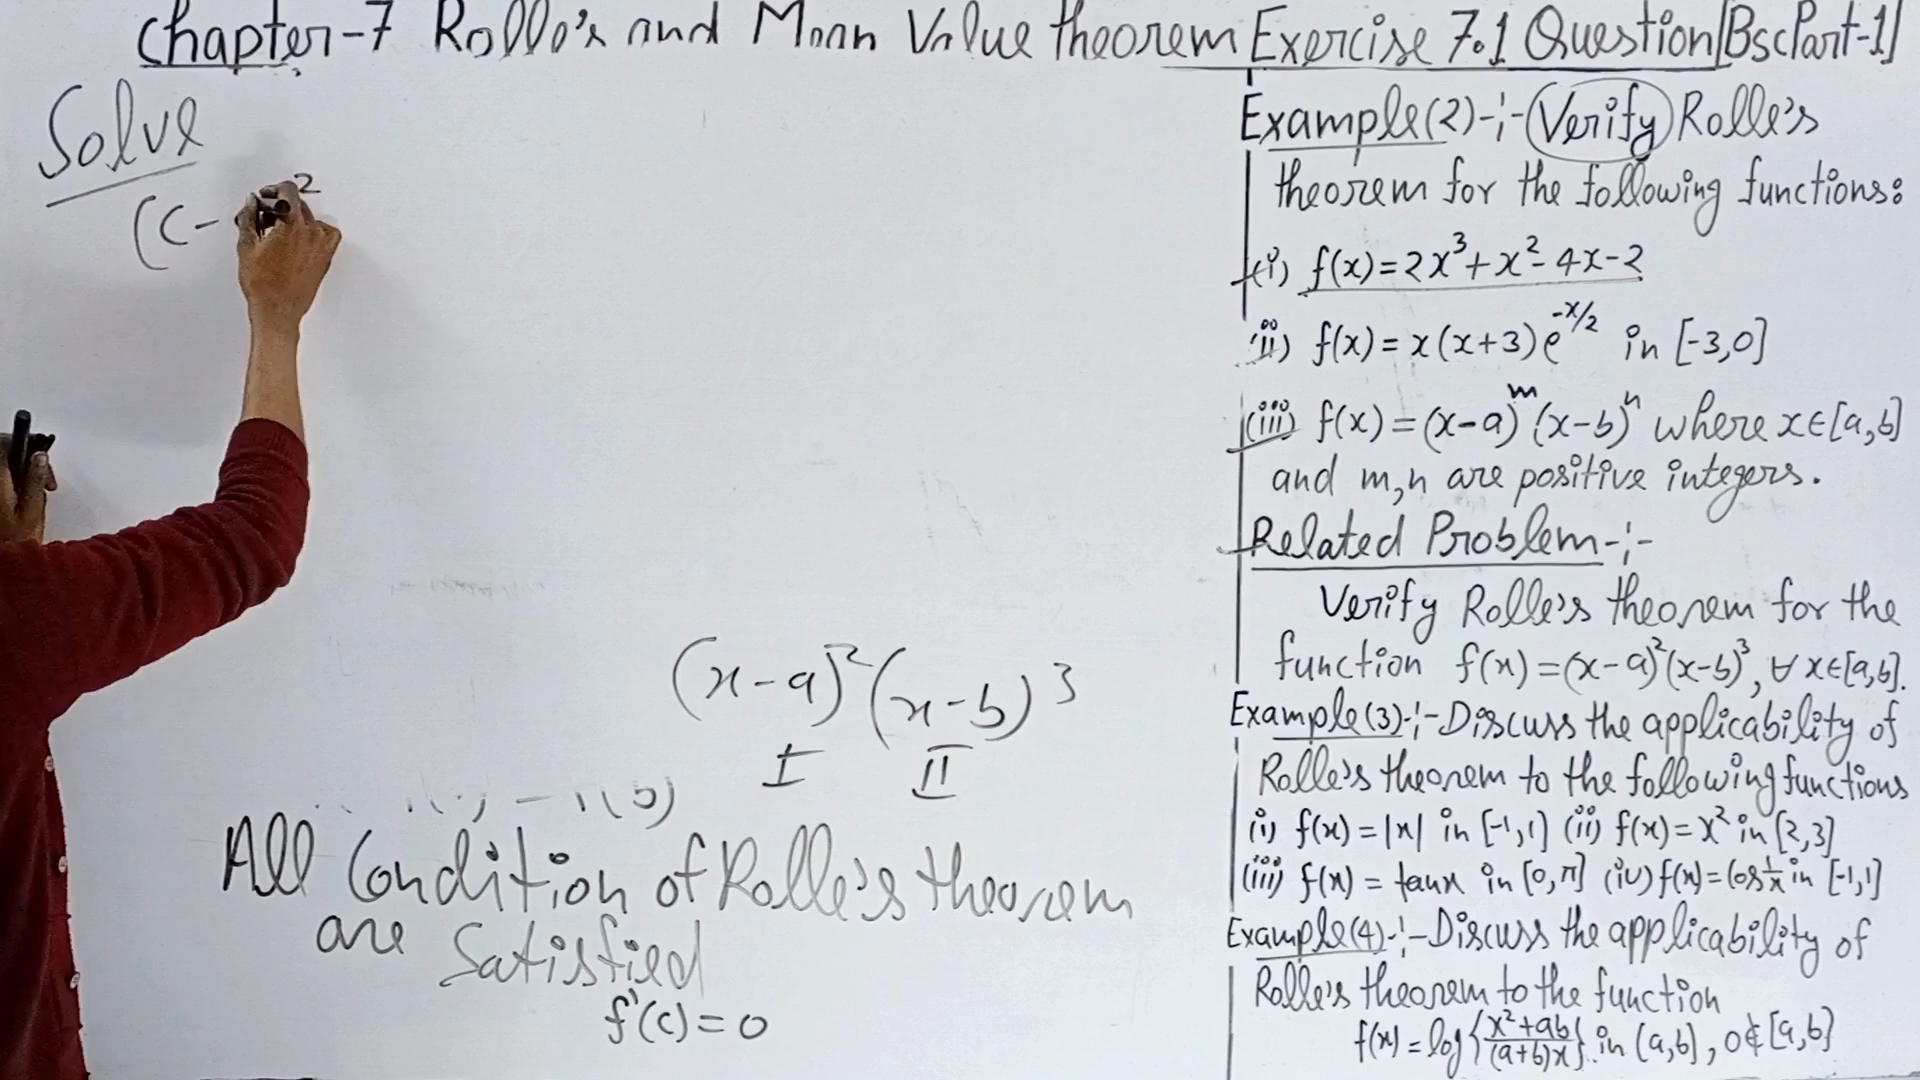 Chapter-7 Rolle's and Mean Value theorem Exercise 7.1 Question [Bsc Part-1]
Solve
(c-
2
(x-a)²(x-b)³
I II
All Condition of Rolle's theorem
are Satisfied
f'(c)=0
Example(2)-:-Verify Rolle's
theorem for the following functions:
(i) f(x)=2x³+x²-4x-2
(ii) f(x)=x(x+3)e^{-x/2} in [-3,0]
(iii) f(x)=(x-a)^m(x-b)^n where x∈[a,b]
and m,n are positive integers.
Related Problem-:-
Verify Rolle's theorem for the
function f(x)=(x-a)²(x-b)³, ∀ x∈[a,b].
Example(3)-:-Discuss the applicability of
Rolle's theorem to the following functions
(i) f(x)=|x| in [-1,1] (ii) f(x)=x² in [2,3]
(iii) f(x)=tanx in [0,π] (iv) f(x)=Cos 1/x in [-1,1]
Example(4)-:-Discuss the applicability of
Rolle's theorem to the function
f(x)=log{(x²+ab)/((a+b)x)} in [a,b], 0∉[a,b]